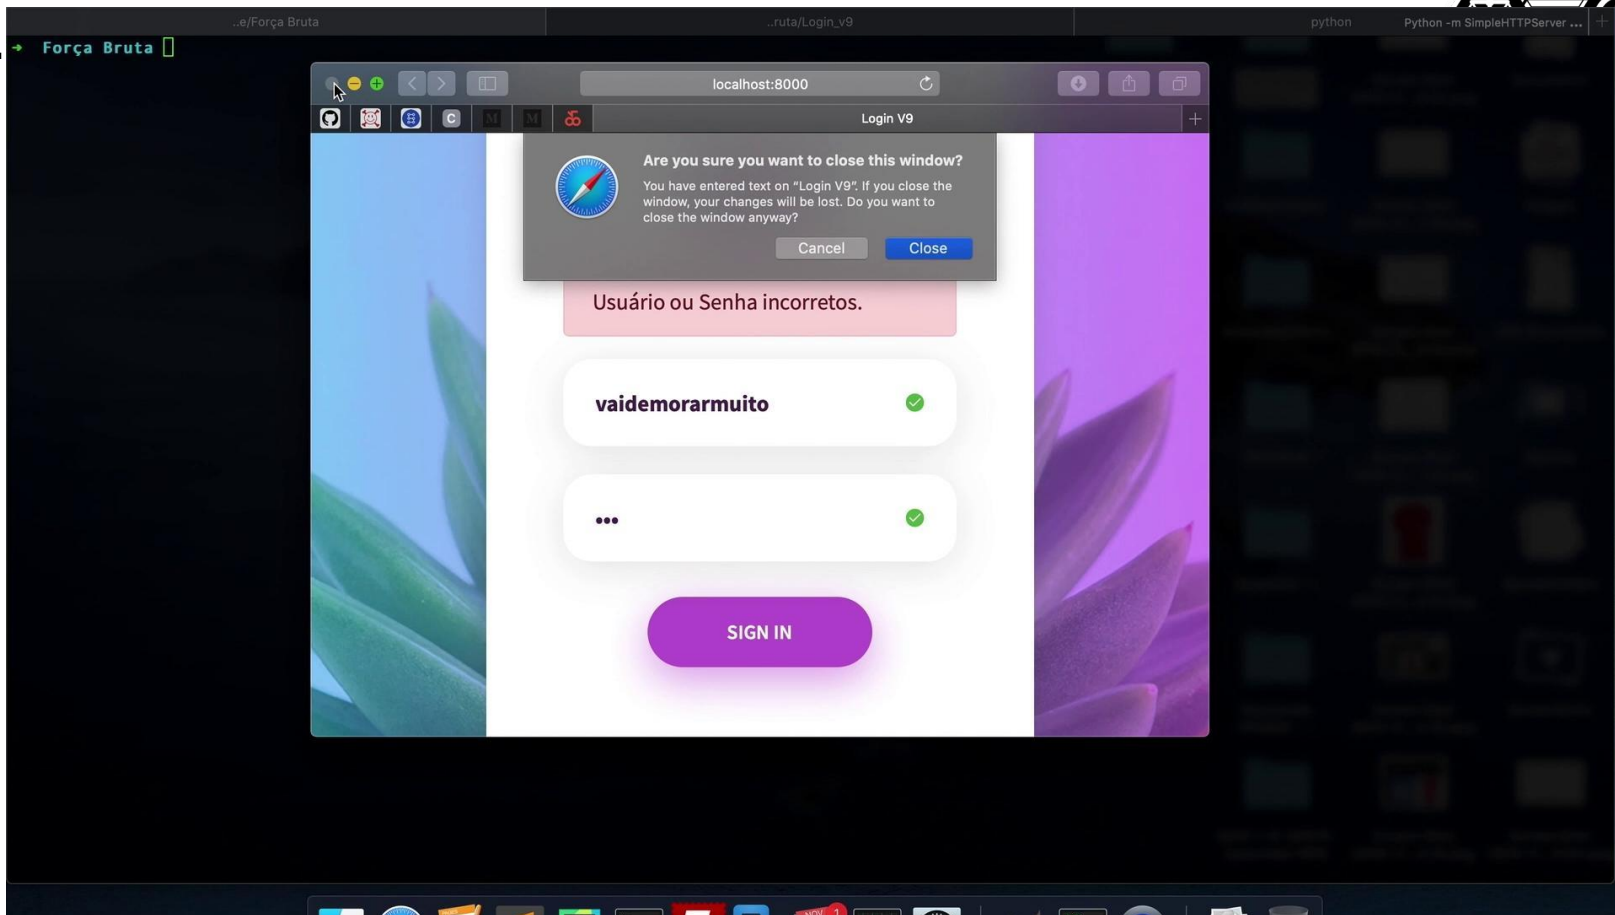 ..e/Força Bruta
..ruta/Login_v9
python
Python -m SimpleHTTPServer ...
→ Força Bruta
localhost:8000
C
M
M
Login V9
Are you sure you want to close this window?
You have entered text on “Login V9”. If you close the
window, your changes will be lost. Do you want to
close the window anyway?
Cancel
Close
Usuário ou Senha incorretos.
vaidemorarmuito
•••
SIGN IN
NOV
1